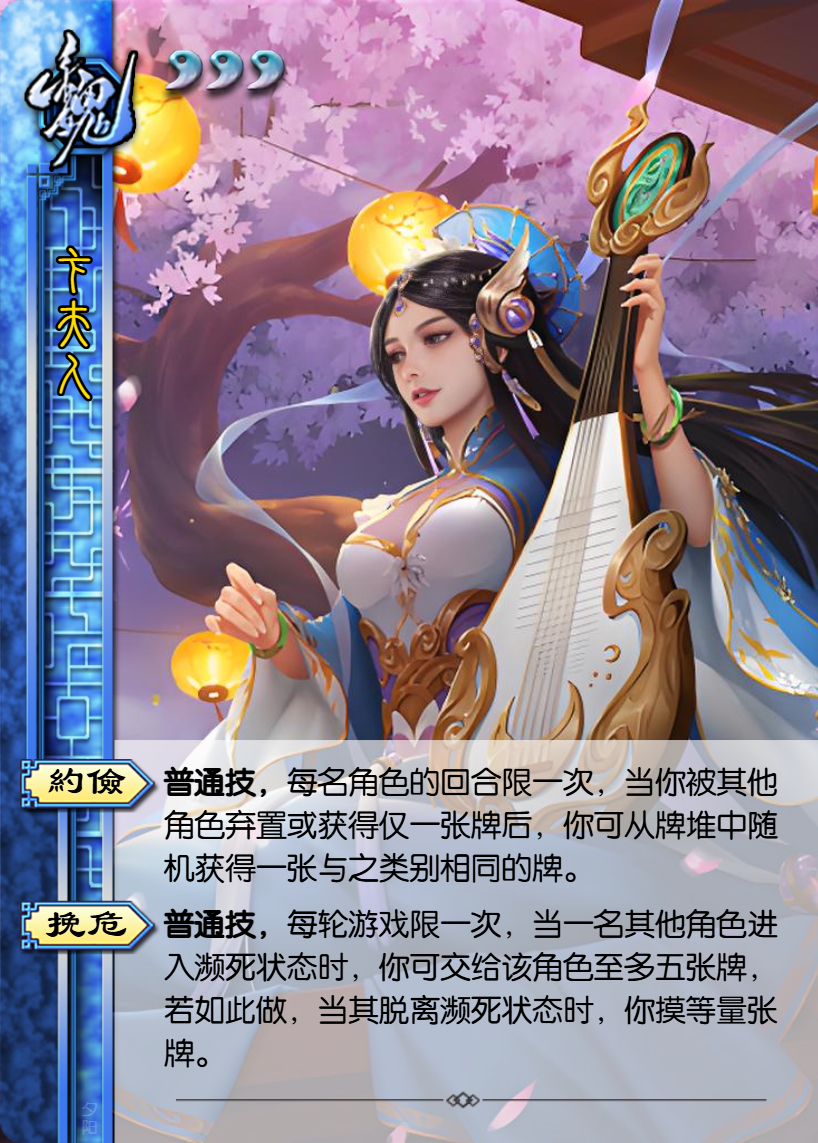 魏
卞夫人
約儉
普通技，每名角色的回合限一次，当你被其他
角色弃置或获得仅一张牌后，你可从牌堆中随
机获得一张与之类别相同的牌。
挽危
普通技，每轮游戏限一次，当一名其他角色进
入濒死状态时，你可交给该角色至多五张牌，
若如此做，当其脱离濒死状态时，你摸等量张
牌。
夕阳